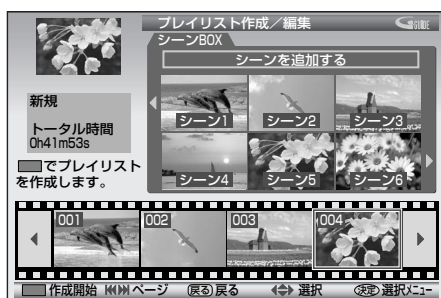 プレイリスト作成／編集
G GUIDE
シーンBOX
シーンを追加する
シーン1
シーン2
シーン3
新規
トータル時間
0h41m53s
シーン4
シーン5
シーン6
でプレイリスト
を作成します。
001
002
003
004
作成開始 ページ 戻る 戻る 選択 決定 選択メニュー